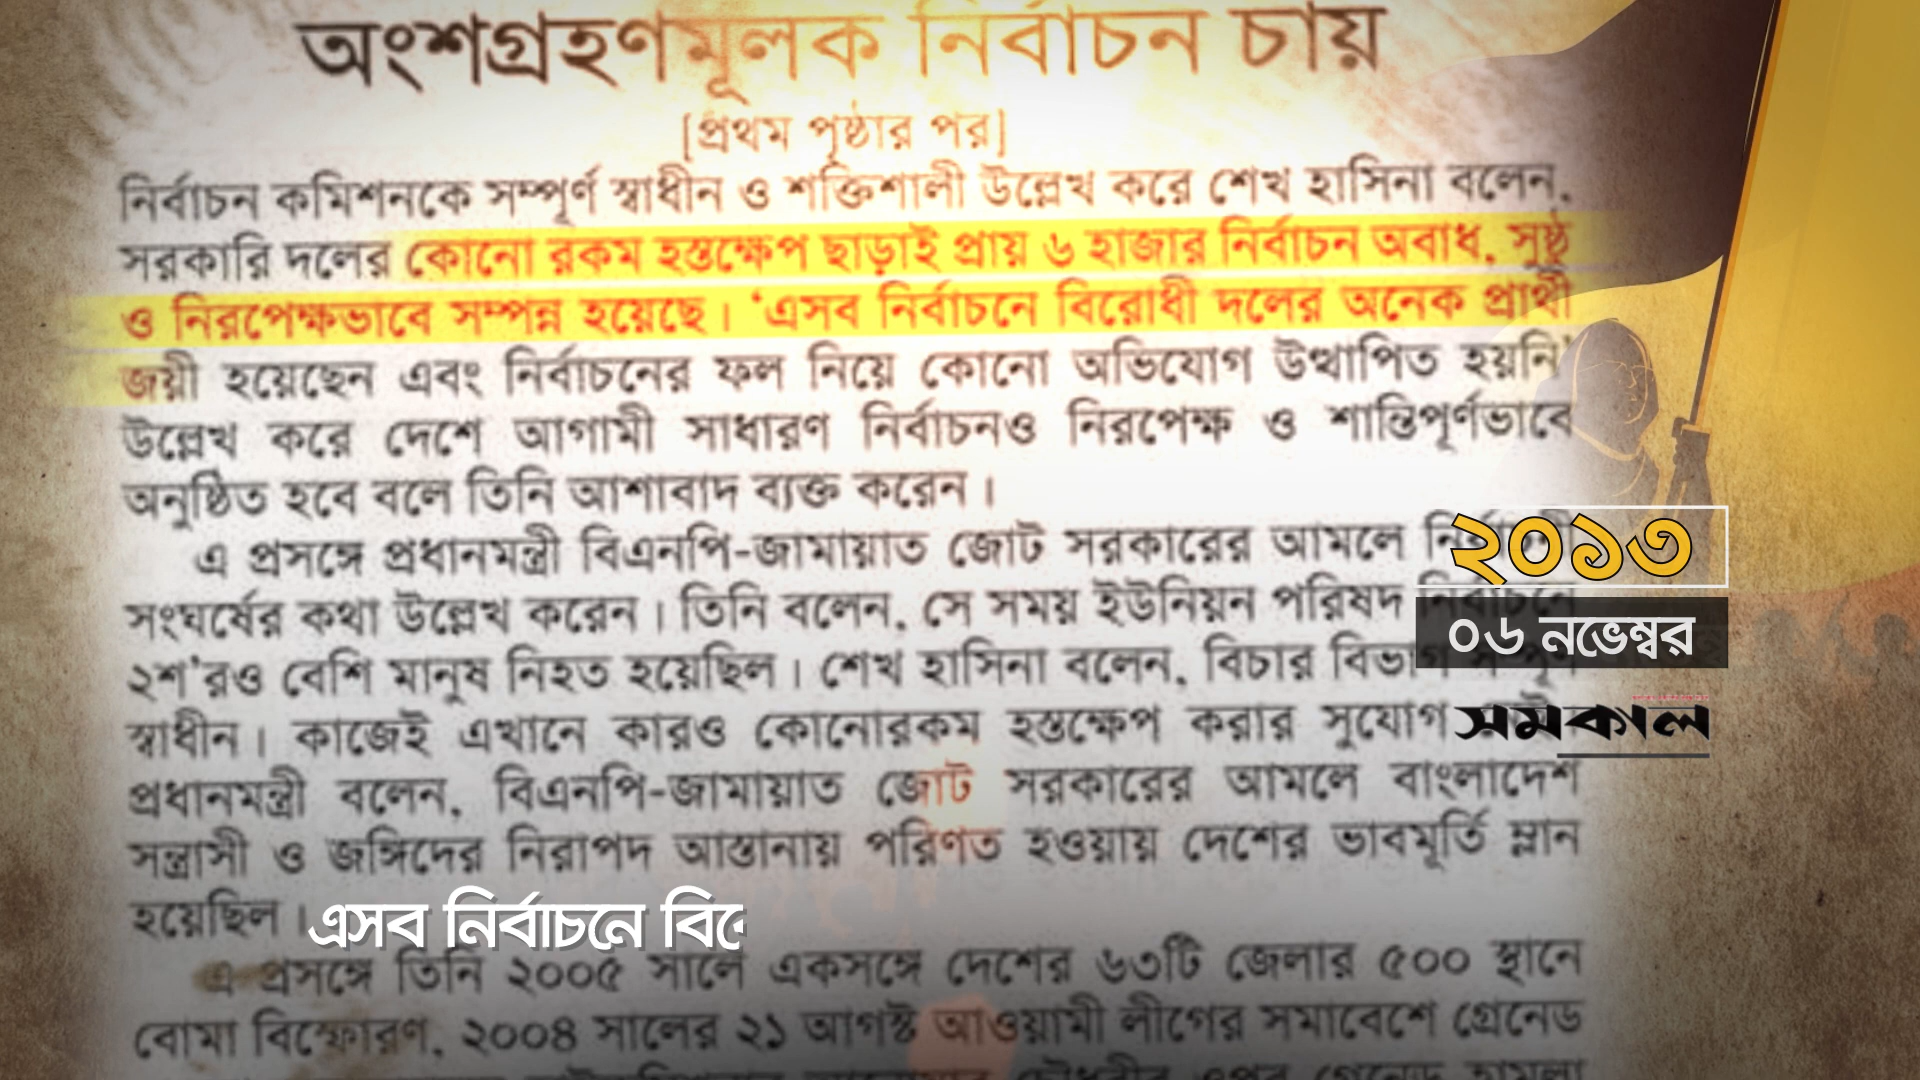 অংশগ্রহণমূলক নির্বাচন চায়
[প্রথম পৃষ্ঠার পর]
নির্বাচন কমিশনকে সম্পূর্ণ স্বাধীন ও শক্তিশালী উল্লেখ করে শেখ হাসিনা বলেন,
সরকারি দলের কোনো রকম হস্তক্ষেপ ছাড়াই প্রায় ৬ হাজার নির্বাচন অবাধ, সুষ্ঠু
ও নিরপেক্ষভাবে সম্পন্ন হয়েছে। ‘এসব নির্বাচনে বিরোধী দলের অনেক প্রার্থী
জয়ী হয়েছেন এবং নির্বাচনের ফল নিয়ে কোনো অভিযোগ উত্থাপিত হয়নি’
উল্লেখ করে দেশে আগামী সাধারণ নির্বাচনও নিরপেক্ষ ও শান্তিপূর্ণভাবে
অনুষ্ঠিত হবে বলে তিনি আশাবাদ ব্যক্ত করেন।
এ প্রসঙ্গে প্রধানমন্ত্রী বিএনপি-জামায়াত জোট সরকারের আমলে
সংঘর্ষের কথা উল্লেখ করেন। তিনি বলেন, সে সময় ইউনিয়ন পরিষদ নির্বাচনে
২শ’রও বেশি মানুষ নিহত হয়েছিল। শেখ হাসিনা বলেন, বিচার বিভাগ সম্পূর্ণ
স্বাধীন। কাজেই এখানে কারও কোনোরকম হস্তক্ষেপ করার সুযোগ
প্রধানমন্ত্রী বলেন, বিএনপি-জামায়াত জোট সরকারের আমলে বাংলাদেশ
সন্ত্রাসী ও জঙ্গিদের নিরাপদ আস্তানায় পরিণত হওয়ায় দেশের ভাবমূর্তি ম্লান
হয়েছিল।
এ প্রসঙ্গে তিনি ২০০৫ সালে একসঙ্গে দেশের ৬৩টি জেলার ৫০০ স্থানে
বোমা বিস্ফোরণ, ২০০৪ সালের ২১ আগস্ট আওয়ামী লীগের সমাবেশে গ্রেনেড
২০১৩
০৬ নভেম্বর
সমকাল
এসব নির্বাচনে